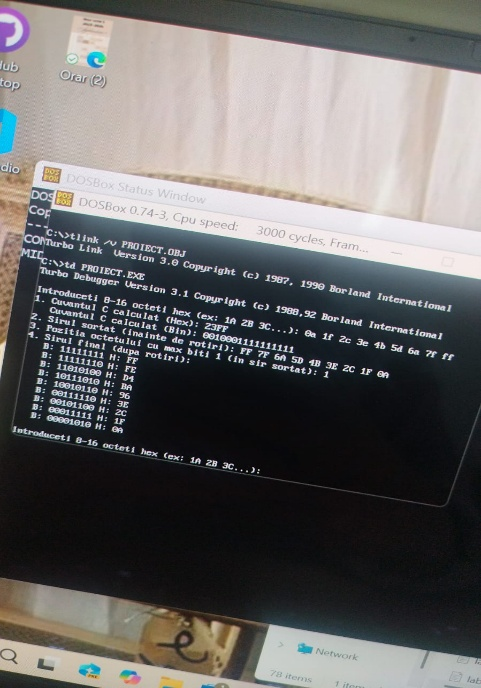 Orar (2)
DOSBox Status Window
DOSBox 0.74-3, Cpu speed: 3000 cycles, Fram...
C:\>tlink /v PROIECT.OBJ
Turbo Link Version 3.0 Copyright (c) 1987, 1990 Borland International
C:\>td PROIECT.EXE
Turbo Debugger Version 3.1 Copyright (c) 1988,92 Borland International
Introduceti 8-16 octeti hex (ex: 1A 2B 3C...): 0a 1f 2c 3e 4b 5d 6a 7f ff
1. Cuvantul C calculat (Hex): 23FF
Cuvantul C calculat (Bin): 0010001111111111
2. Sirul sortat (inainte de rotiri): FF 7F 6A 5D 4B 3E 2C 1F 0A
3. Pozitia octetului cu max biti 1 (in sir sortat): 1
4. Sirul final (dupa rotiri):
B: 11111111 H: FF
B: 11111110 H: FE
B: 11010100 H: D4
B: 10111010 H: BA
B: 10010110 H: 96
B: 00111110 H: 3E
B: 00101100 H: 2C
B: 00011111 H: 1F
B: 00001010 H: 0A
Introduceti 8-16 octeti hex (ex: 1A 2B 3C...):
Network
78 items